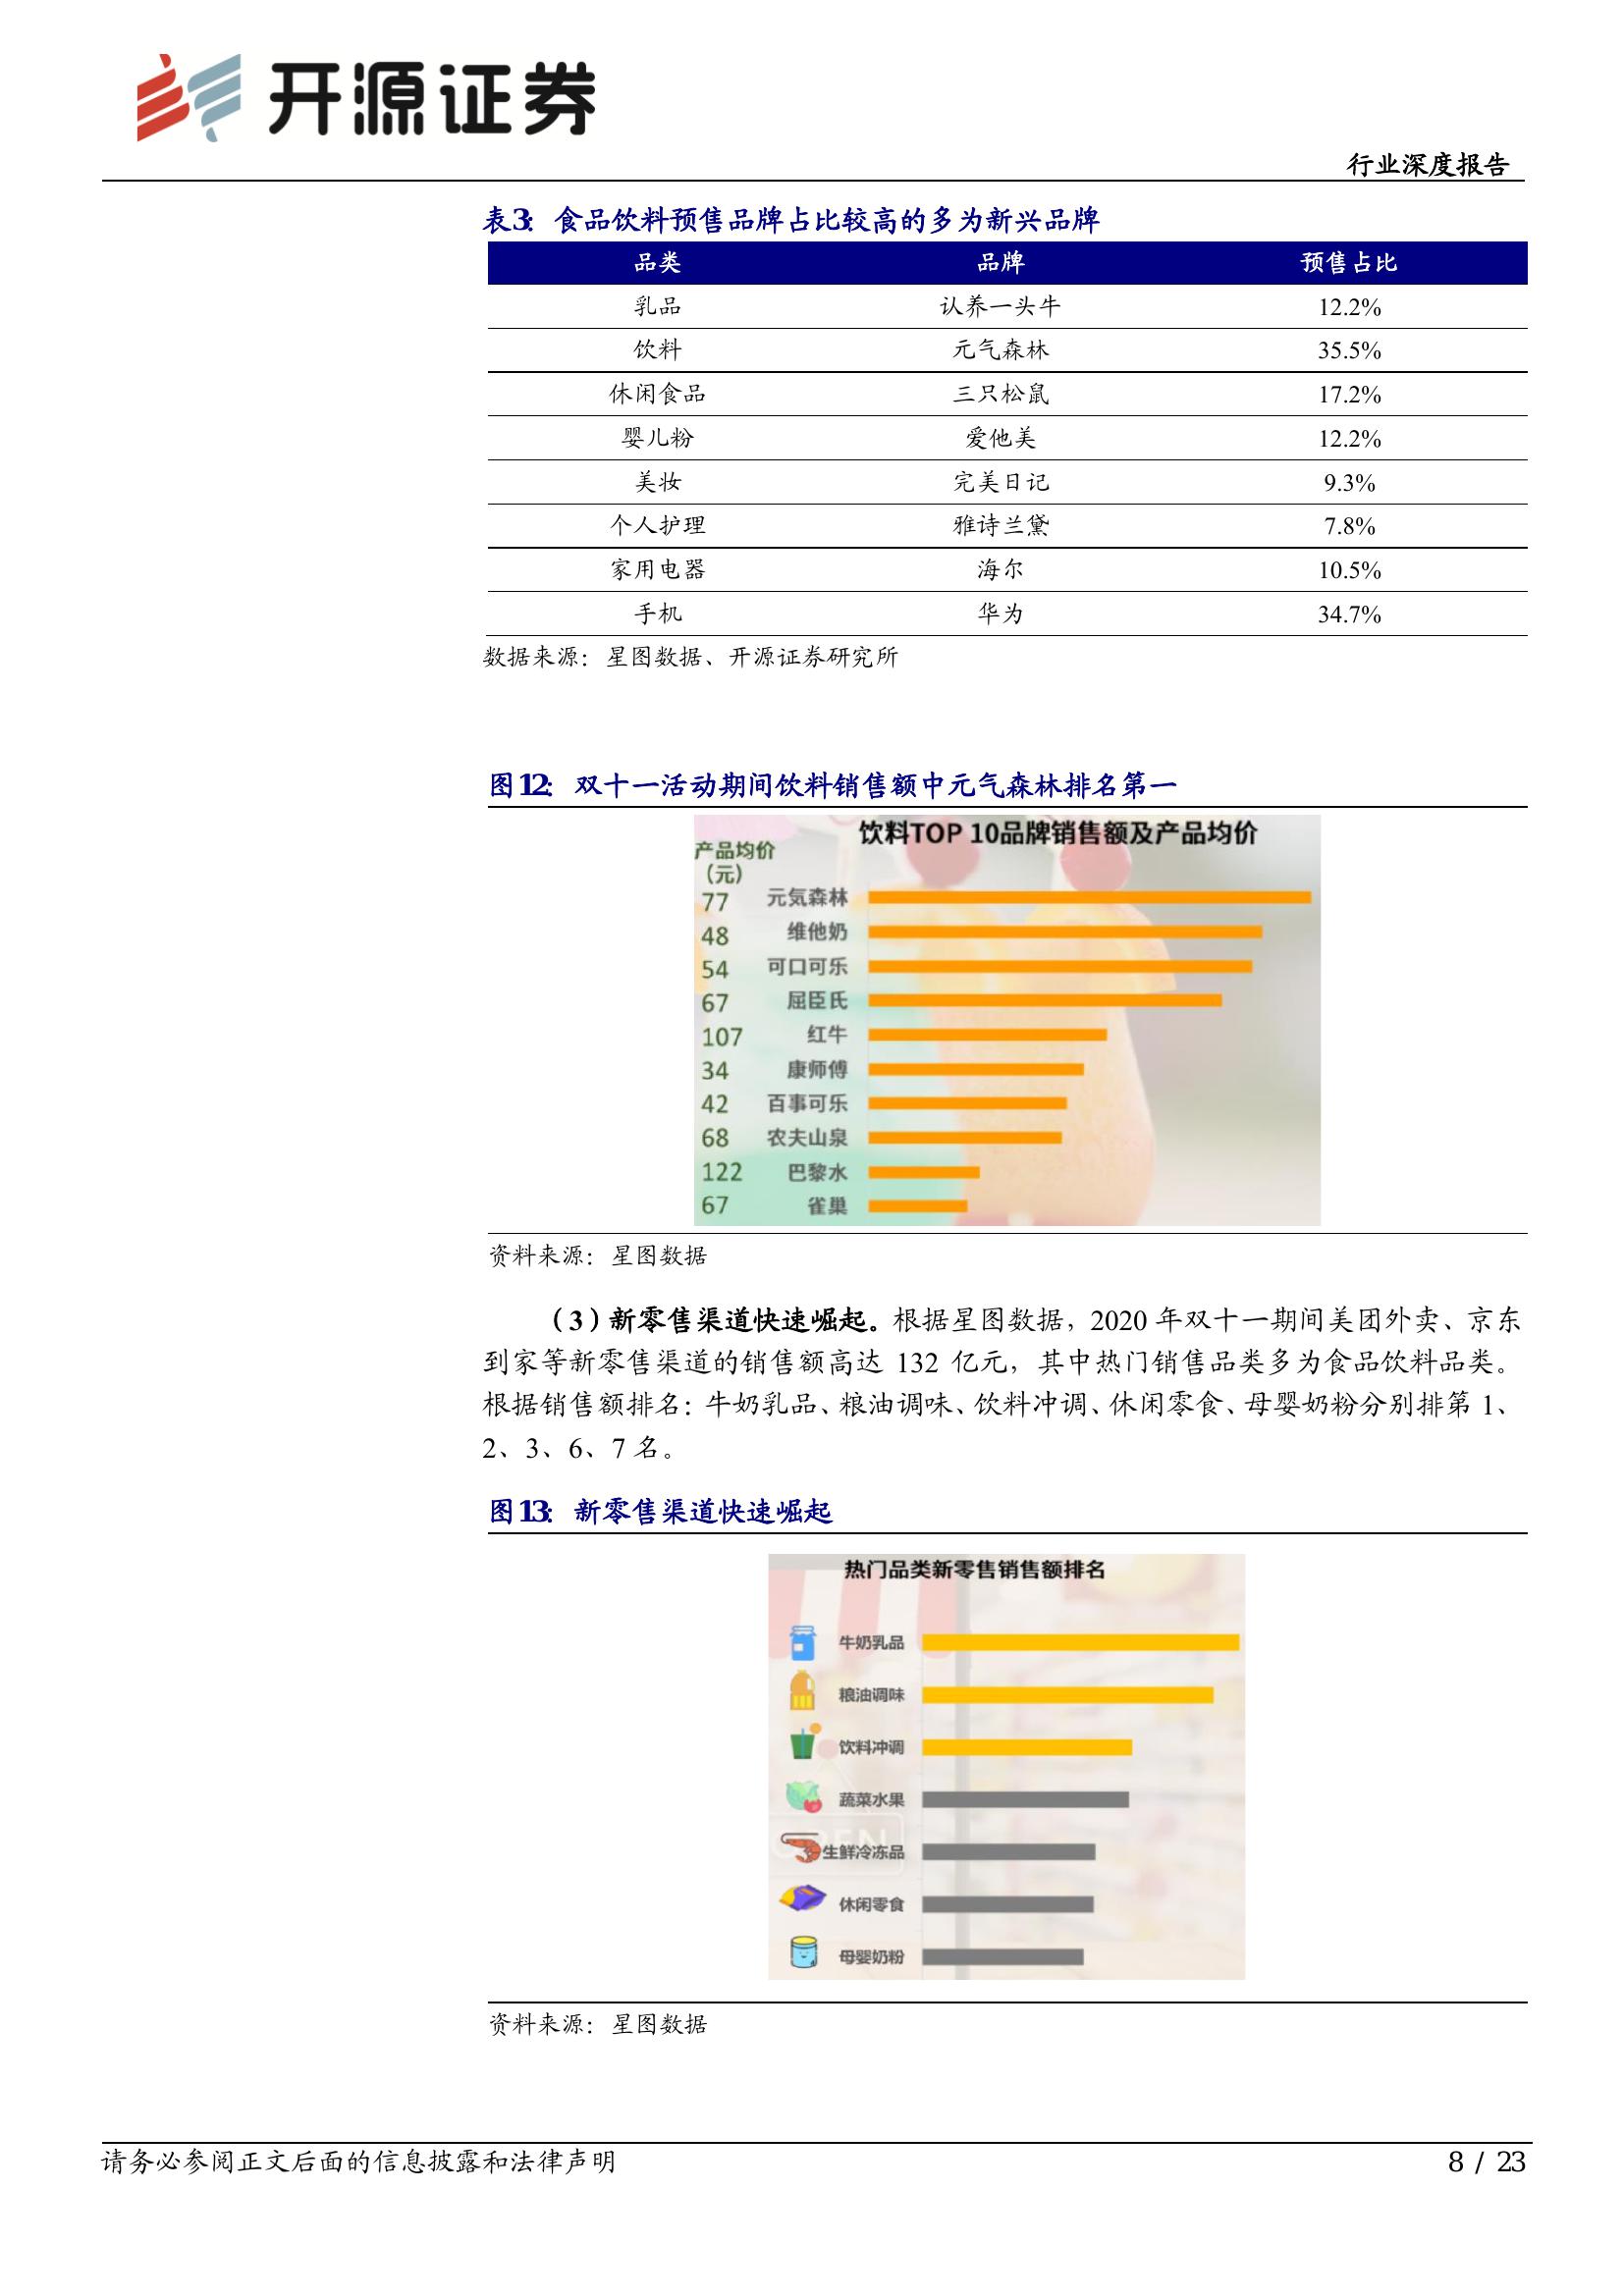 开源证券
行业深度报告
表3: 食品饮料预售品牌占比较高的多为新兴品牌
品类 品牌 预售占比
乳品 认养一头牛 12.2%
饮料 元气森林 35.5%
休闲食品 三只松鼠 17.2%
婴儿粉 爱他美 12.2%
美妆 完美日记 9.3%
个人护理 雅诗兰黛 7.8%
家用电器 海尔 10.5%
手机 华为 34.7%
数据来源：星图数据、开源证券研究所
图12: 双十一活动期间饮料销售额中元气森林排名第一
饮料TOP 10品牌销售额及产品均价
产品均价
（元）
77 元気森林
48 维他奶
54 可口可乐
67 屈臣氏
107 红牛
34 康师傅
42 百事可乐
68 农夫山泉
122 巴黎水
67 雀巢
资料来源：星图数据
（3）新零售渠道快速崛起。根据星图数据，2020 年双十一期间美团外卖、京东
到家等新零售渠道的销售额高达 132 亿元，其中热门销售品类多为食品饮料品类。
根据销售额排名：牛奶乳品、粮油调味、饮料冲调、休闲零食、母婴奶粉分别排第 1、
2、3、6、7 名。
图13: 新零售渠道快速崛起
热门品类新零售销售额排名
牛奶乳品
粮油调味
饮料冲调
蔬菜水果
生鲜冷冻品
休闲零食
母婴奶粉
资料来源：星图数据
请务必参阅正文后面的信息披露和法律声明 8 / 23